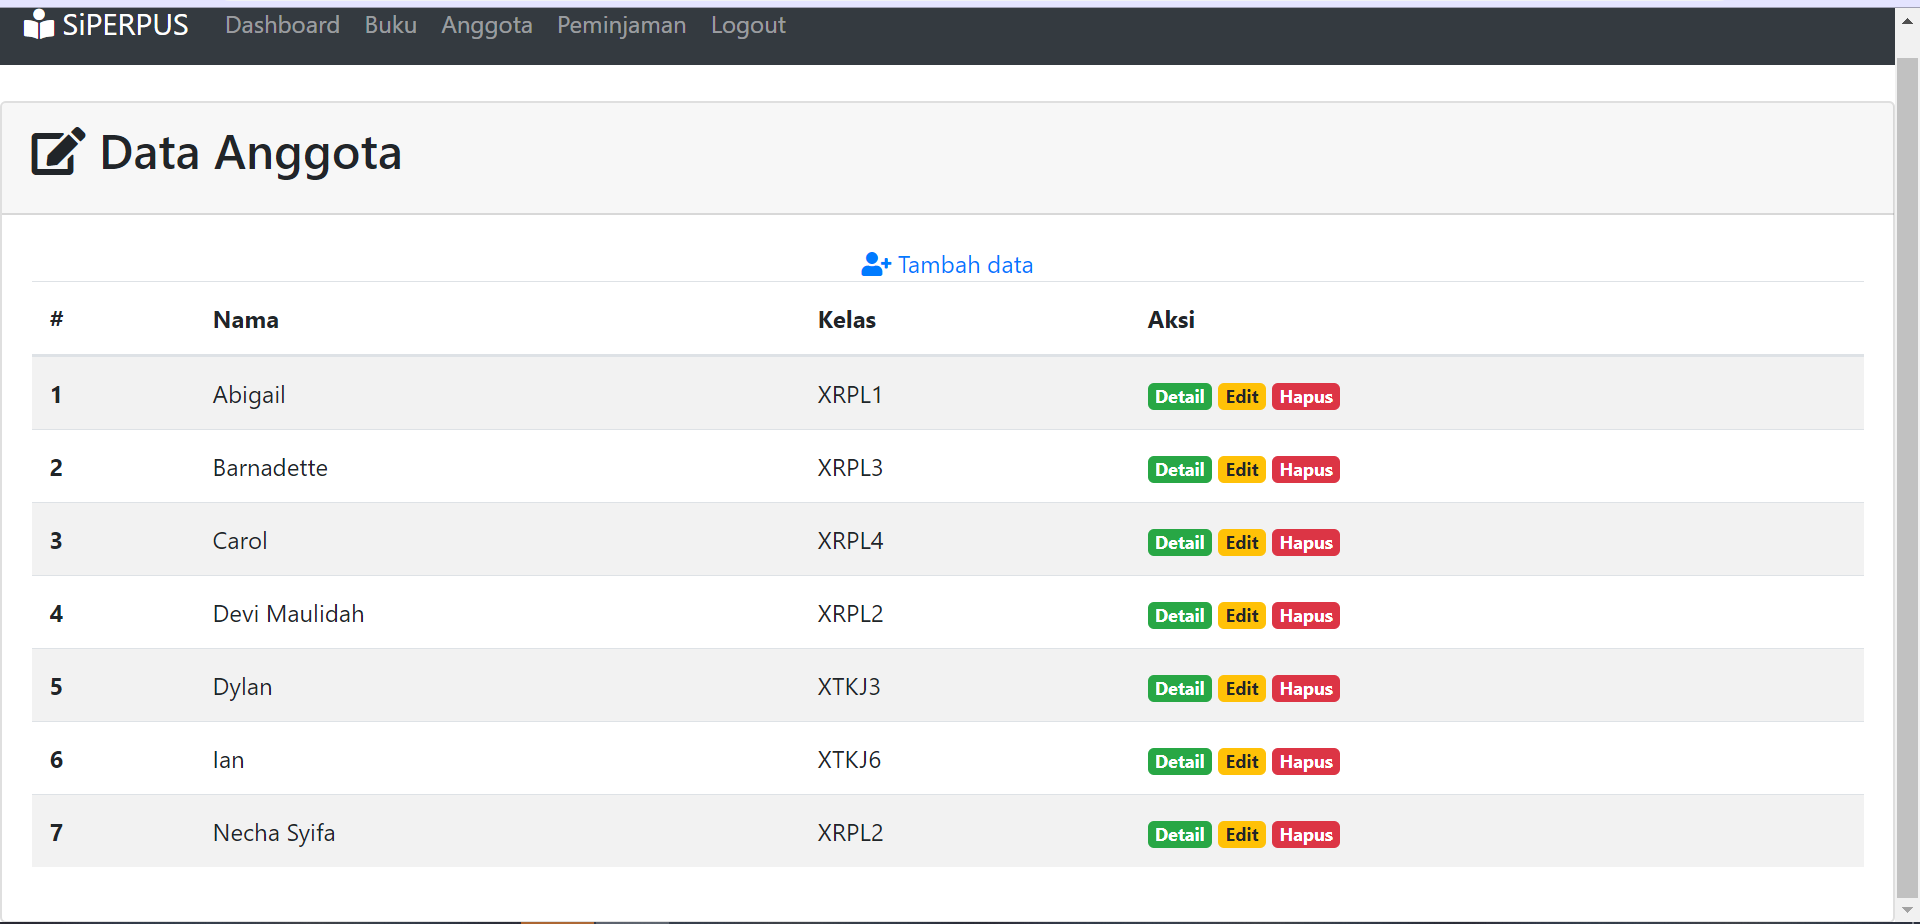 SiPERPUS Dashboard Buku Anggota Peminjaman Logout
Data Anggota
Tambah data
# Nama Kelas Aksi
1 Abigail XRPL1 Detail Edit Hapus
2 Barnadette XRPL3 Detail Edit Hapus
3 Carol XRPL4 Detail Edit Hapus
4 Devi Maulidah XRPL2 Detail Edit Hapus
5 Dylan XTKJ3 Detail Edit Hapus
6 Ian XTKJ6 Detail Edit Hapus
7 Necha Syifa XRPL2 Detail Edit Hapus